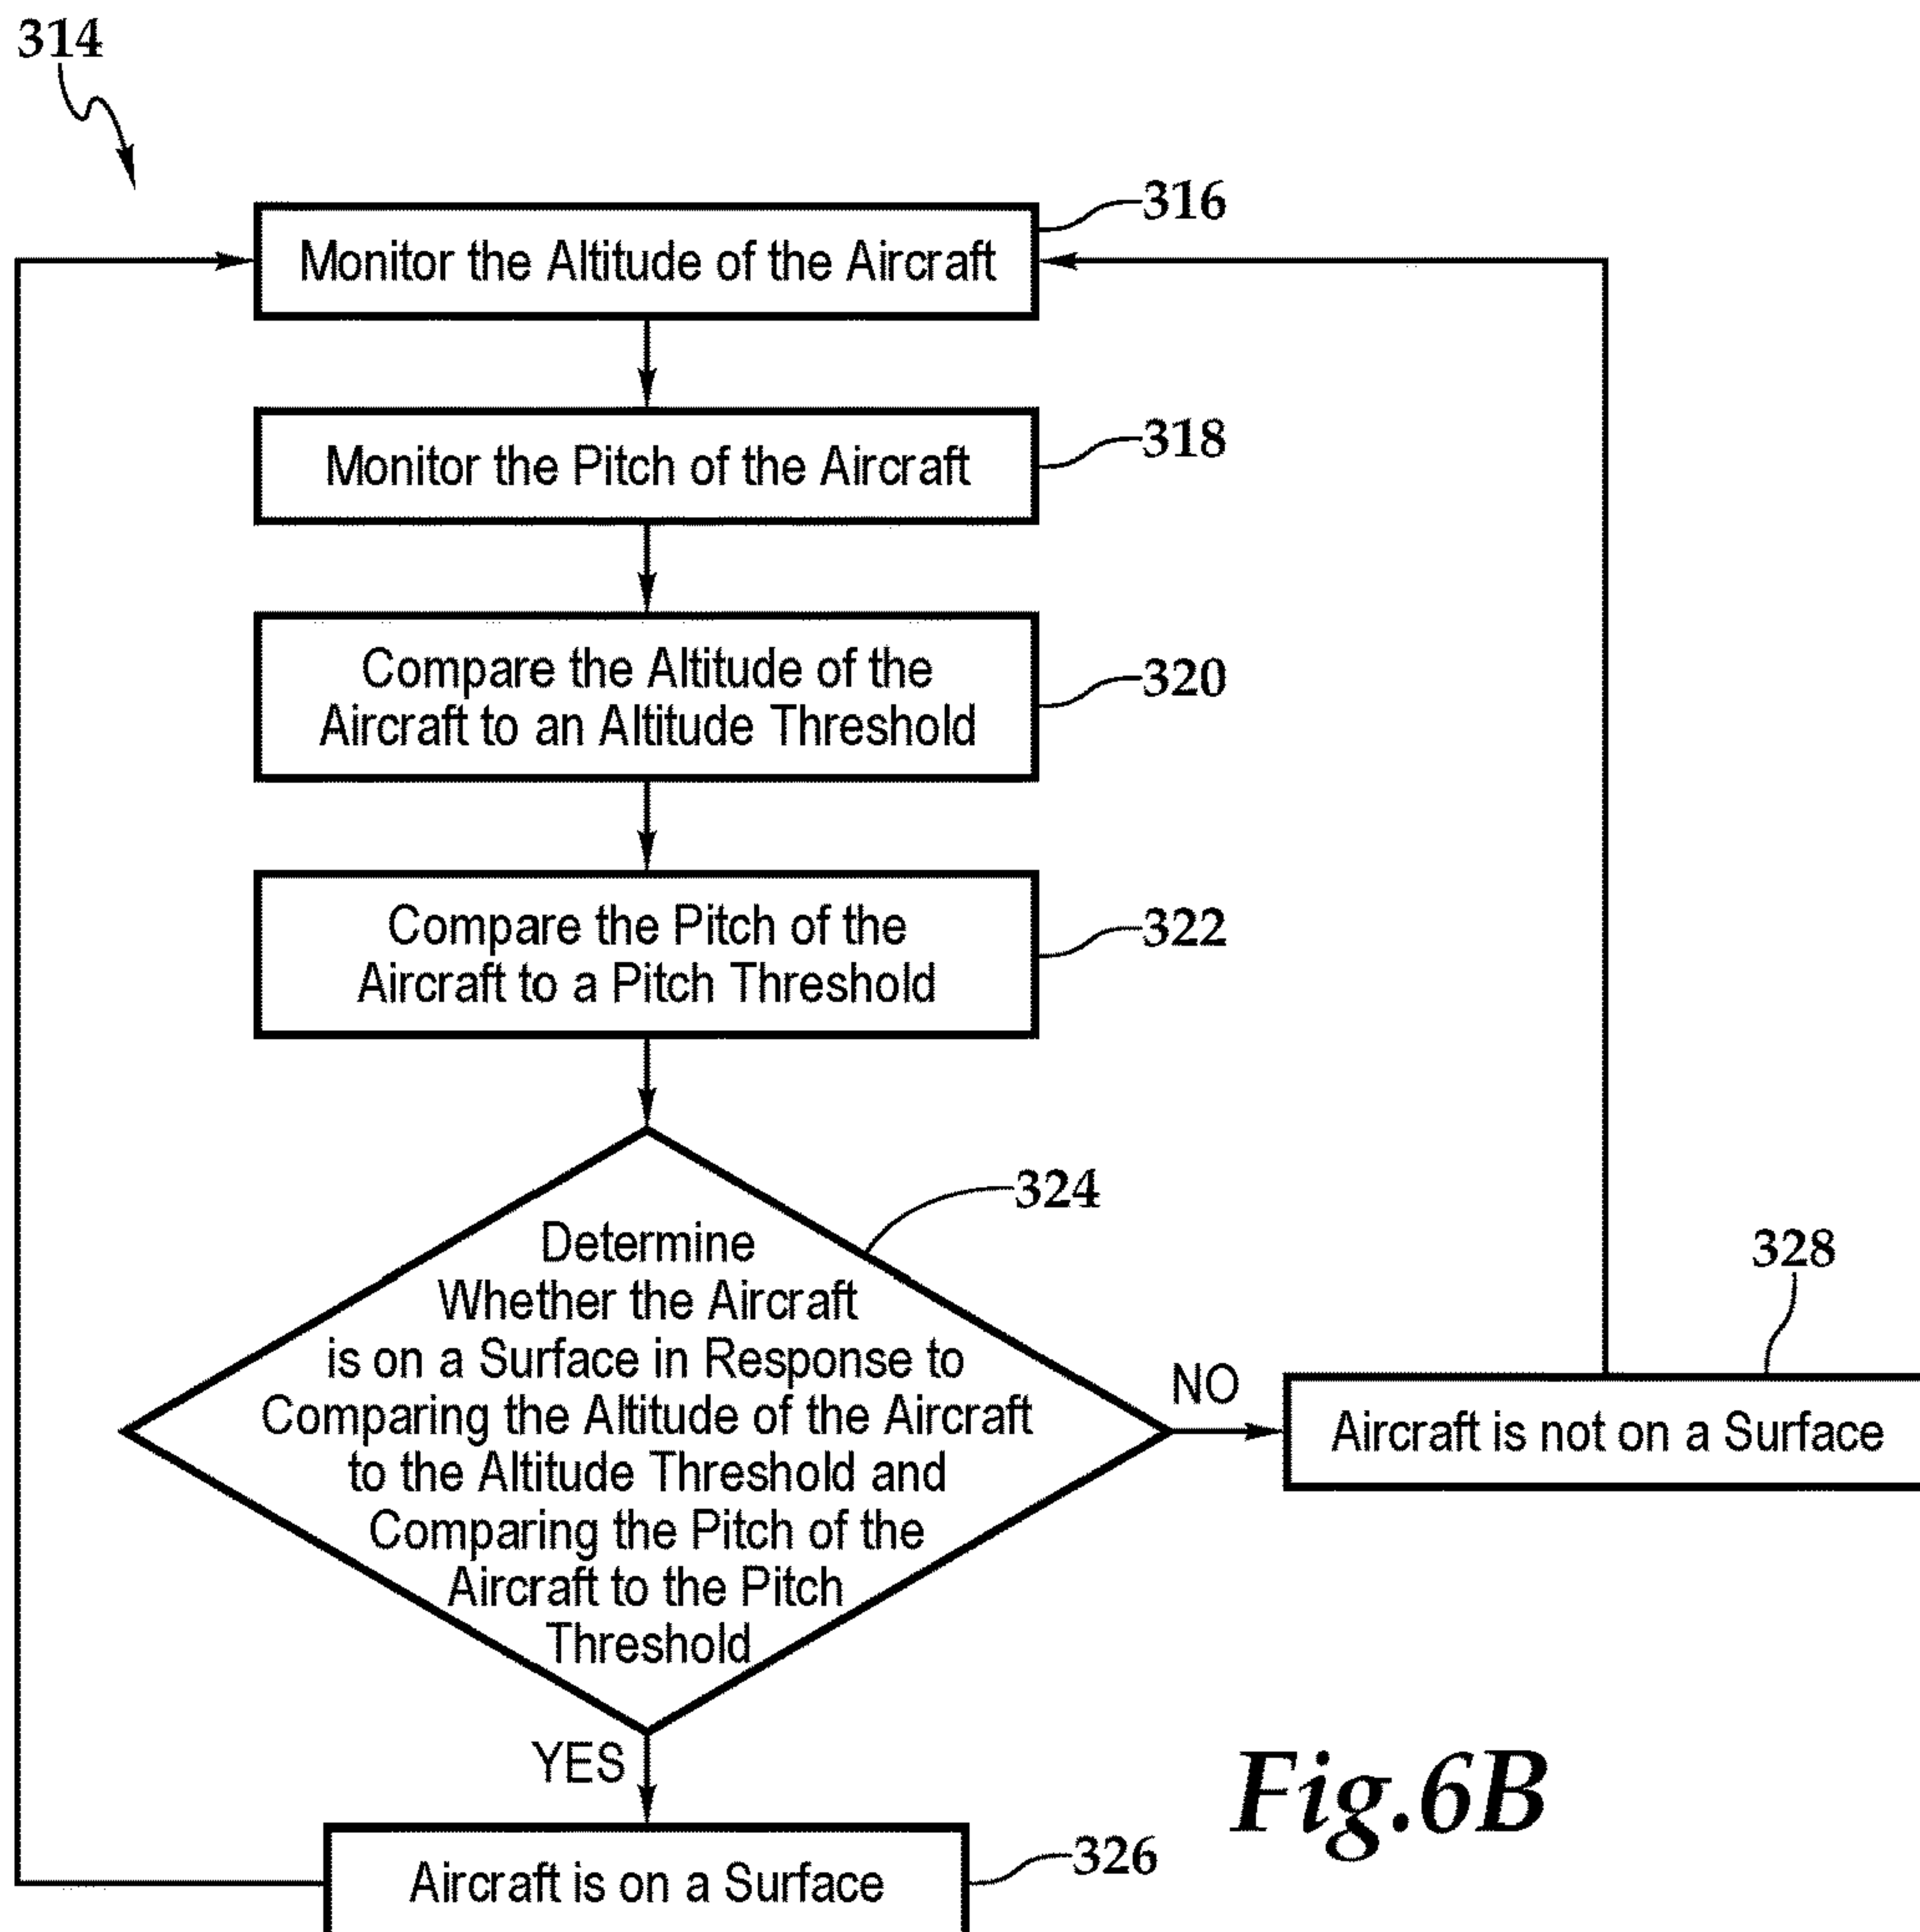 314
316
Monitor the Altitude of the Aircraft
318
Monitor the Pitch of the Aircraft
320
Compare the Altitude of the
Aircraft to an Altitude Threshold
322
Compare the Pitch of the
Aircraft to a Pitch Threshold
324
Determine
Whether the Aircraft
is on a Surface in Response to
Comparing the Altitude of the Aircraft
to the Altitude Threshold and
Comparing the Pitch of the
Aircraft to the Pitch
Threshold
NO
328
Aircraft is not on a Surface
YES
326
Aircraft is on a Surface
Fig.6B